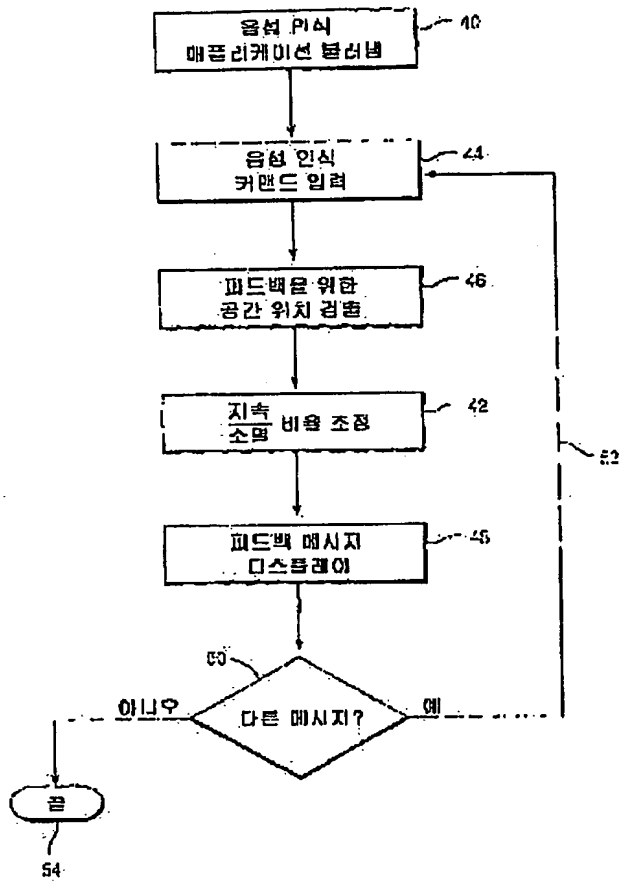 음성 인식
애플리케이션 불러냄
40
음성 인식
커맨드 입력
44
피드백을 위한
공간 위치 검출
46
지속
소멸
비율 조정
42
피드백 메시지
디스플레이
다른 메시지?
아니오
예
52
끝
54